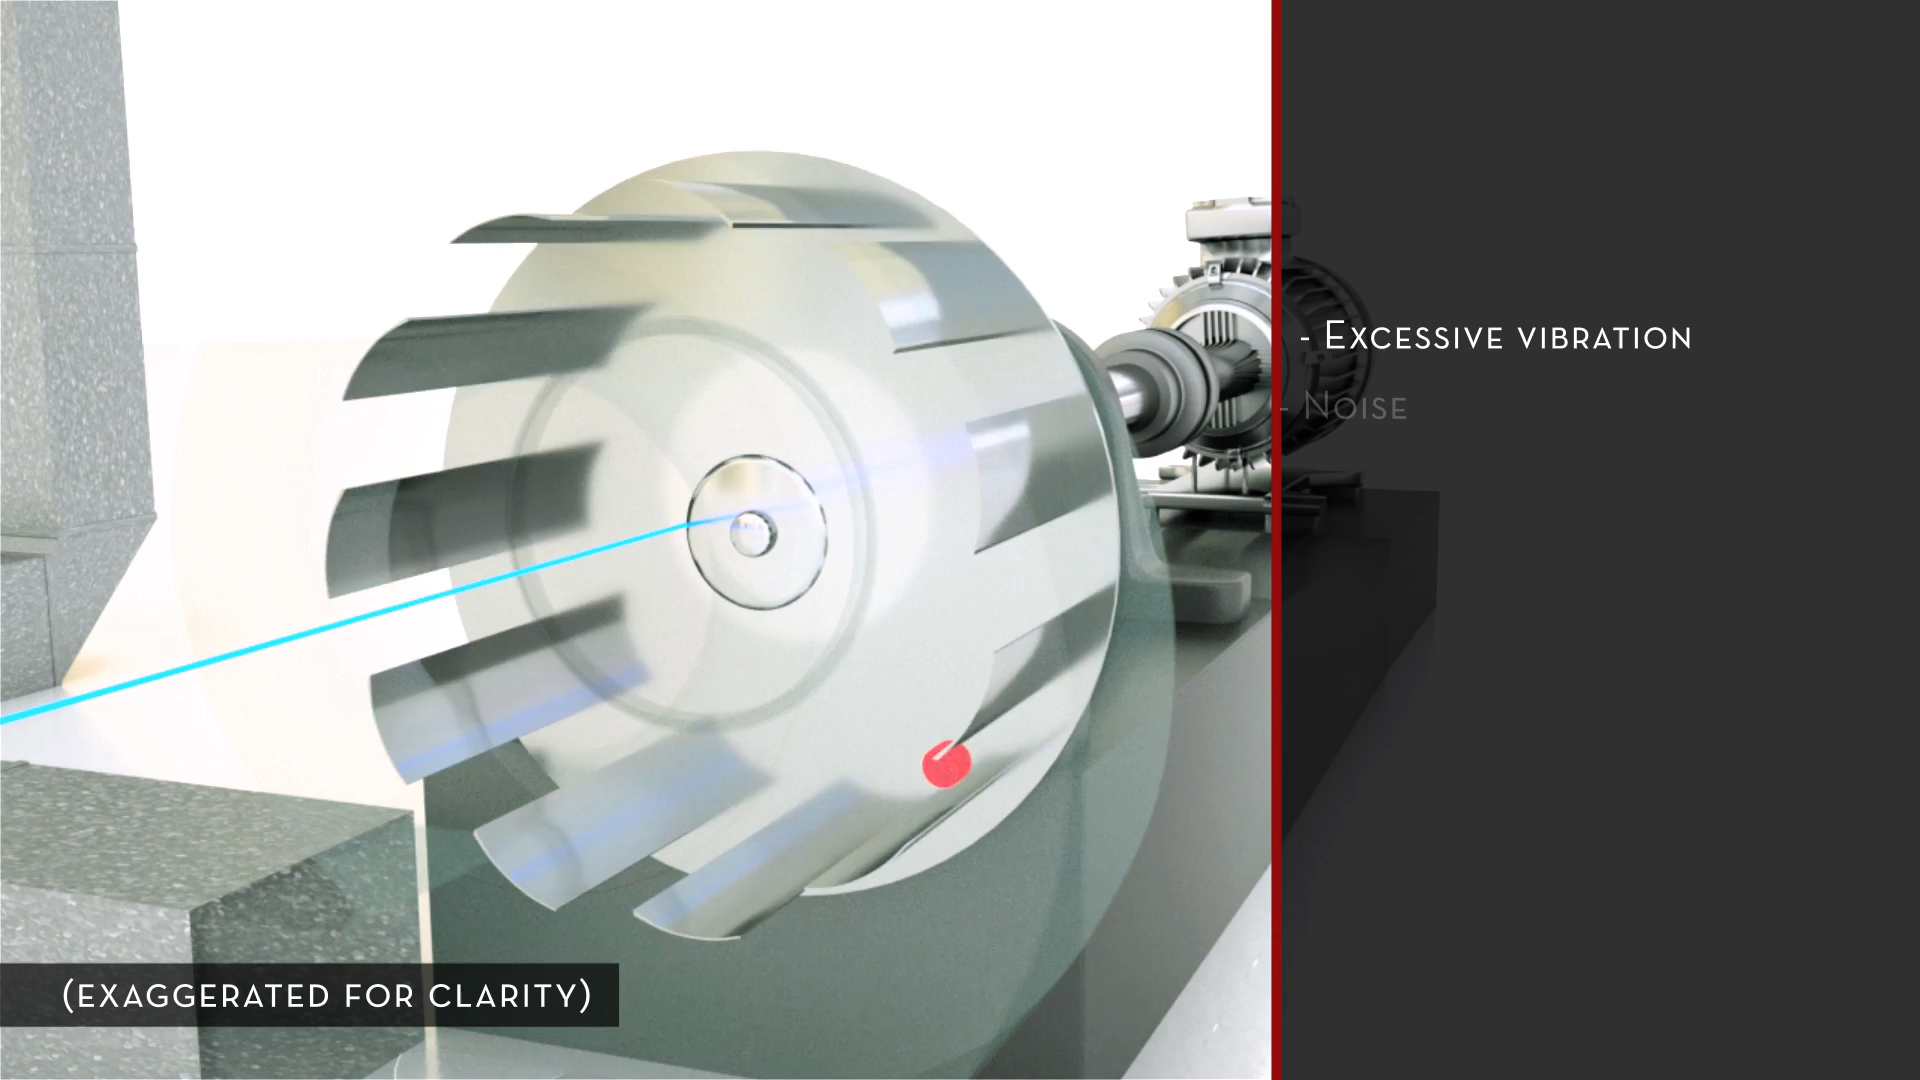 - Excessive vibration
- Noise
(EXAGGERATED FOR CLARITY)